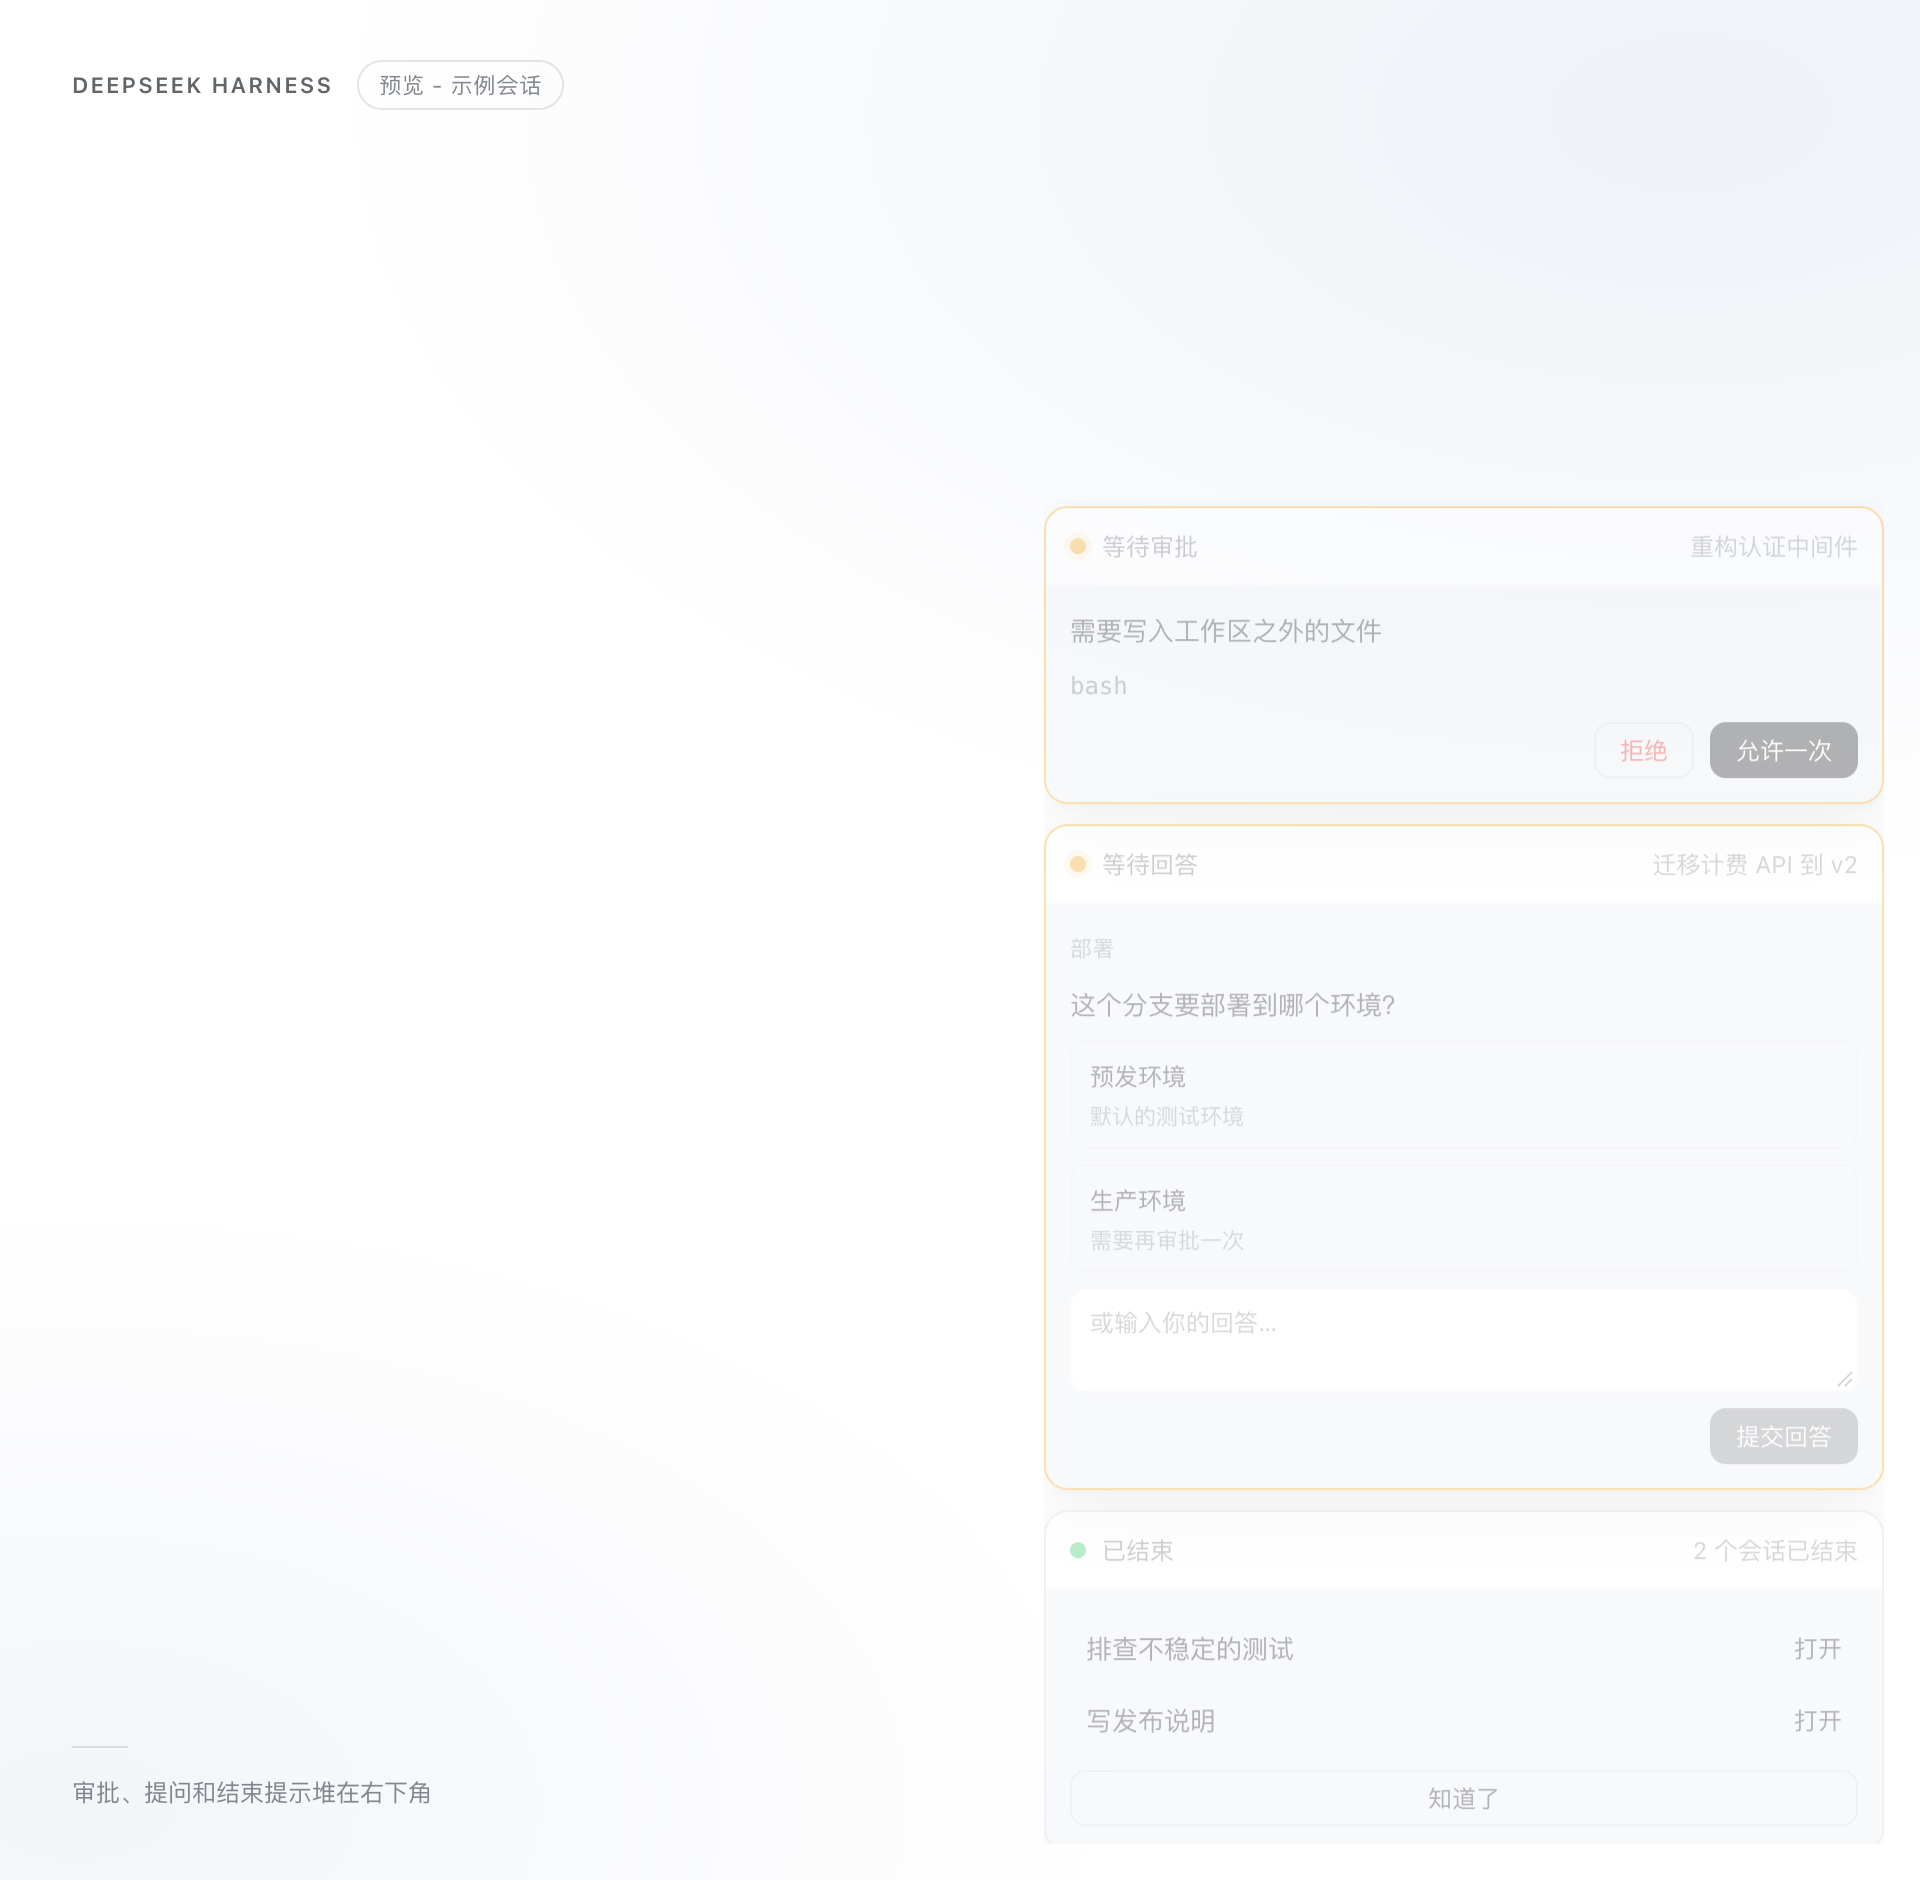 DEEPSEEK HARNESS 预览 - 示例会话
等待审批 重构认证中间件
需要写入工作区之外的文件
bash
拒绝 允许一次
等待回答 迁移计费 API 到 v2
部署
这个分支要部署到哪个环境?
预发环境
默认的测试环境
生产环境
需要再审批一次
或输入你的回答...
提交回答
已结束 2 个会话已结束
排查不稳定的测试 打开
写发布说明 打开
知道了
审批、提问和结束提示堆在右下角